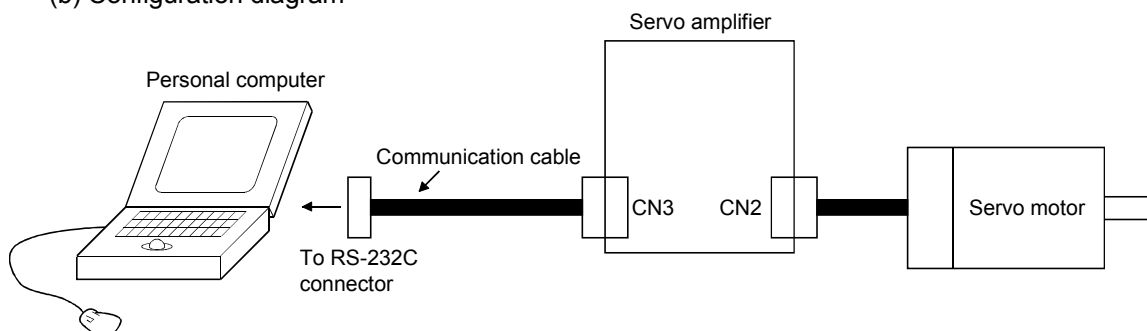 (b) Configuration diagram
Servo amplifier
Personal computer
Communication cable
CN3
CN2
Servo motor
To RS-232C
connector